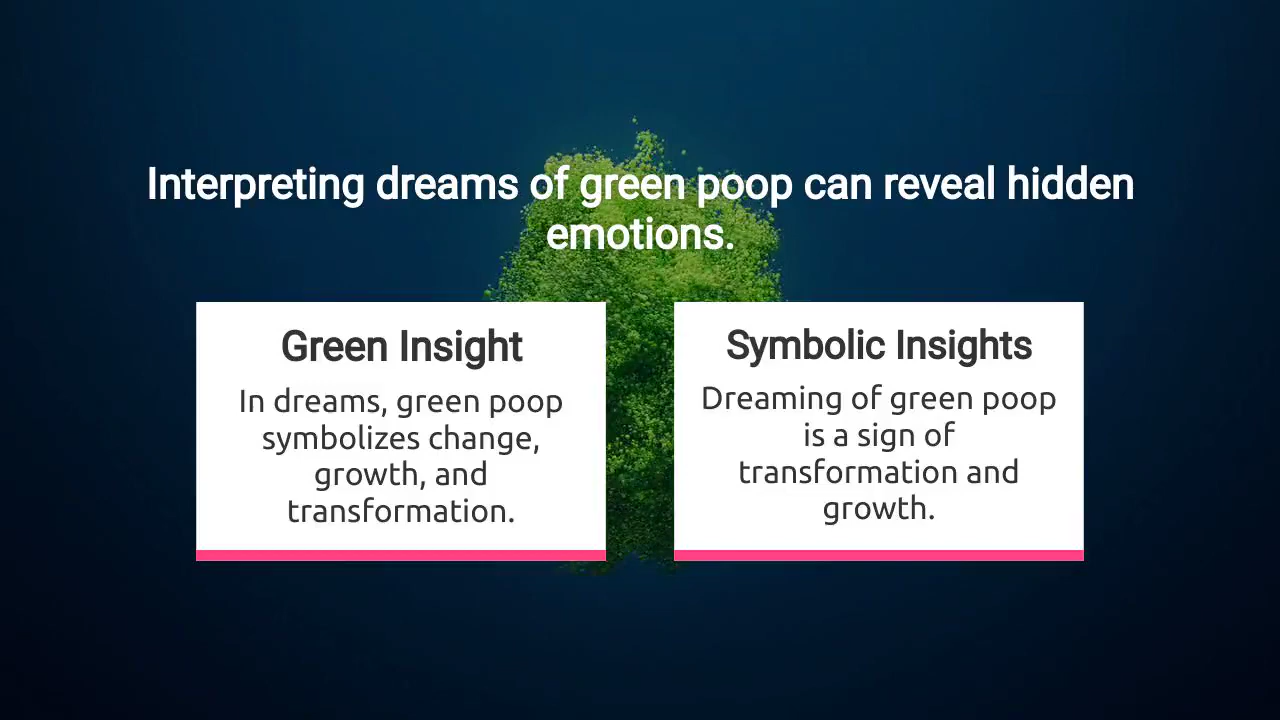 Interpreting dreams of green poop can reveal hidden
emotions.
Green Insight
In dreams, green poop
symbolizes change,
growth, and
transformation.
Symbolic Insights
Dreaming of green poop
is a sign of
transformation and
growth.